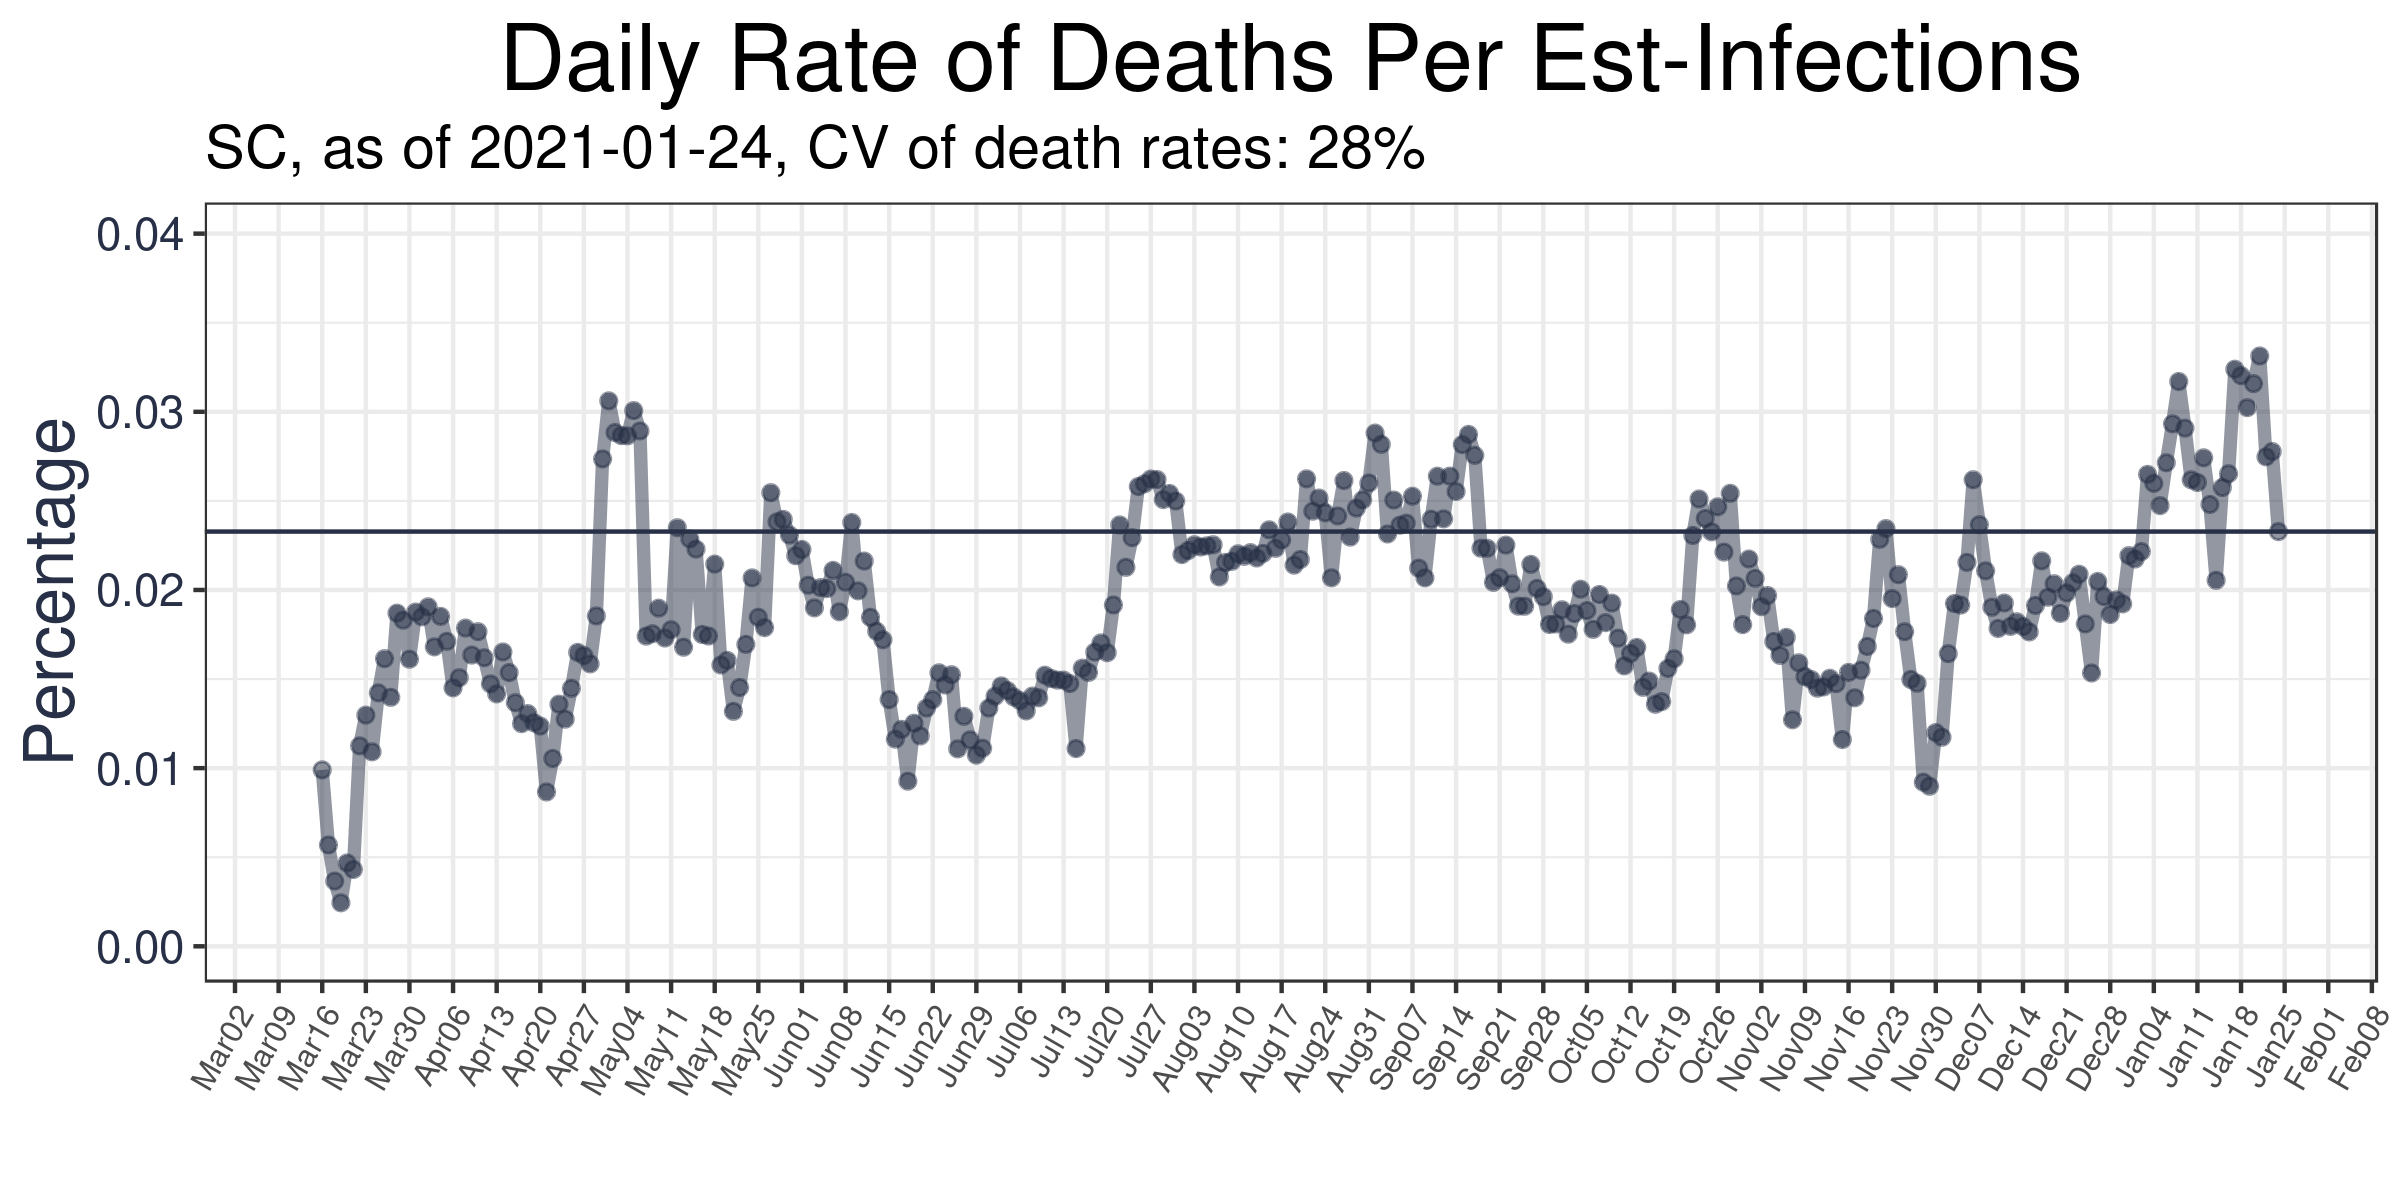 Daily Rate of Deaths Per Est-Infections
SC, as of 2021-01-24, CV of death rates: 28%
Percentage
0.04
0.03
0.02
0.01
0.00
Mar02 Mar09 Mar16 Mar23 Mar30 Apr06 Apr13 Apr20 Apr27 May04 May11 May18 May25 Jun01 Jun08 Jun15 Jun22 Jun29 Jul06 Jul13 Jul20 Jul27 Aug03 Aug10 Aug17 Aug24 Aug31 Sep07 Sep14 Sep21 Sep28 Oct05 Oct12 Oct19 Oct26 Nov02 Nov09 Nov16 Nov23 Nov30 Dec07 Dec14 Dec21 Dec28 Jan04 Jan11 Jan18 Jan25 Feb01 Feb08